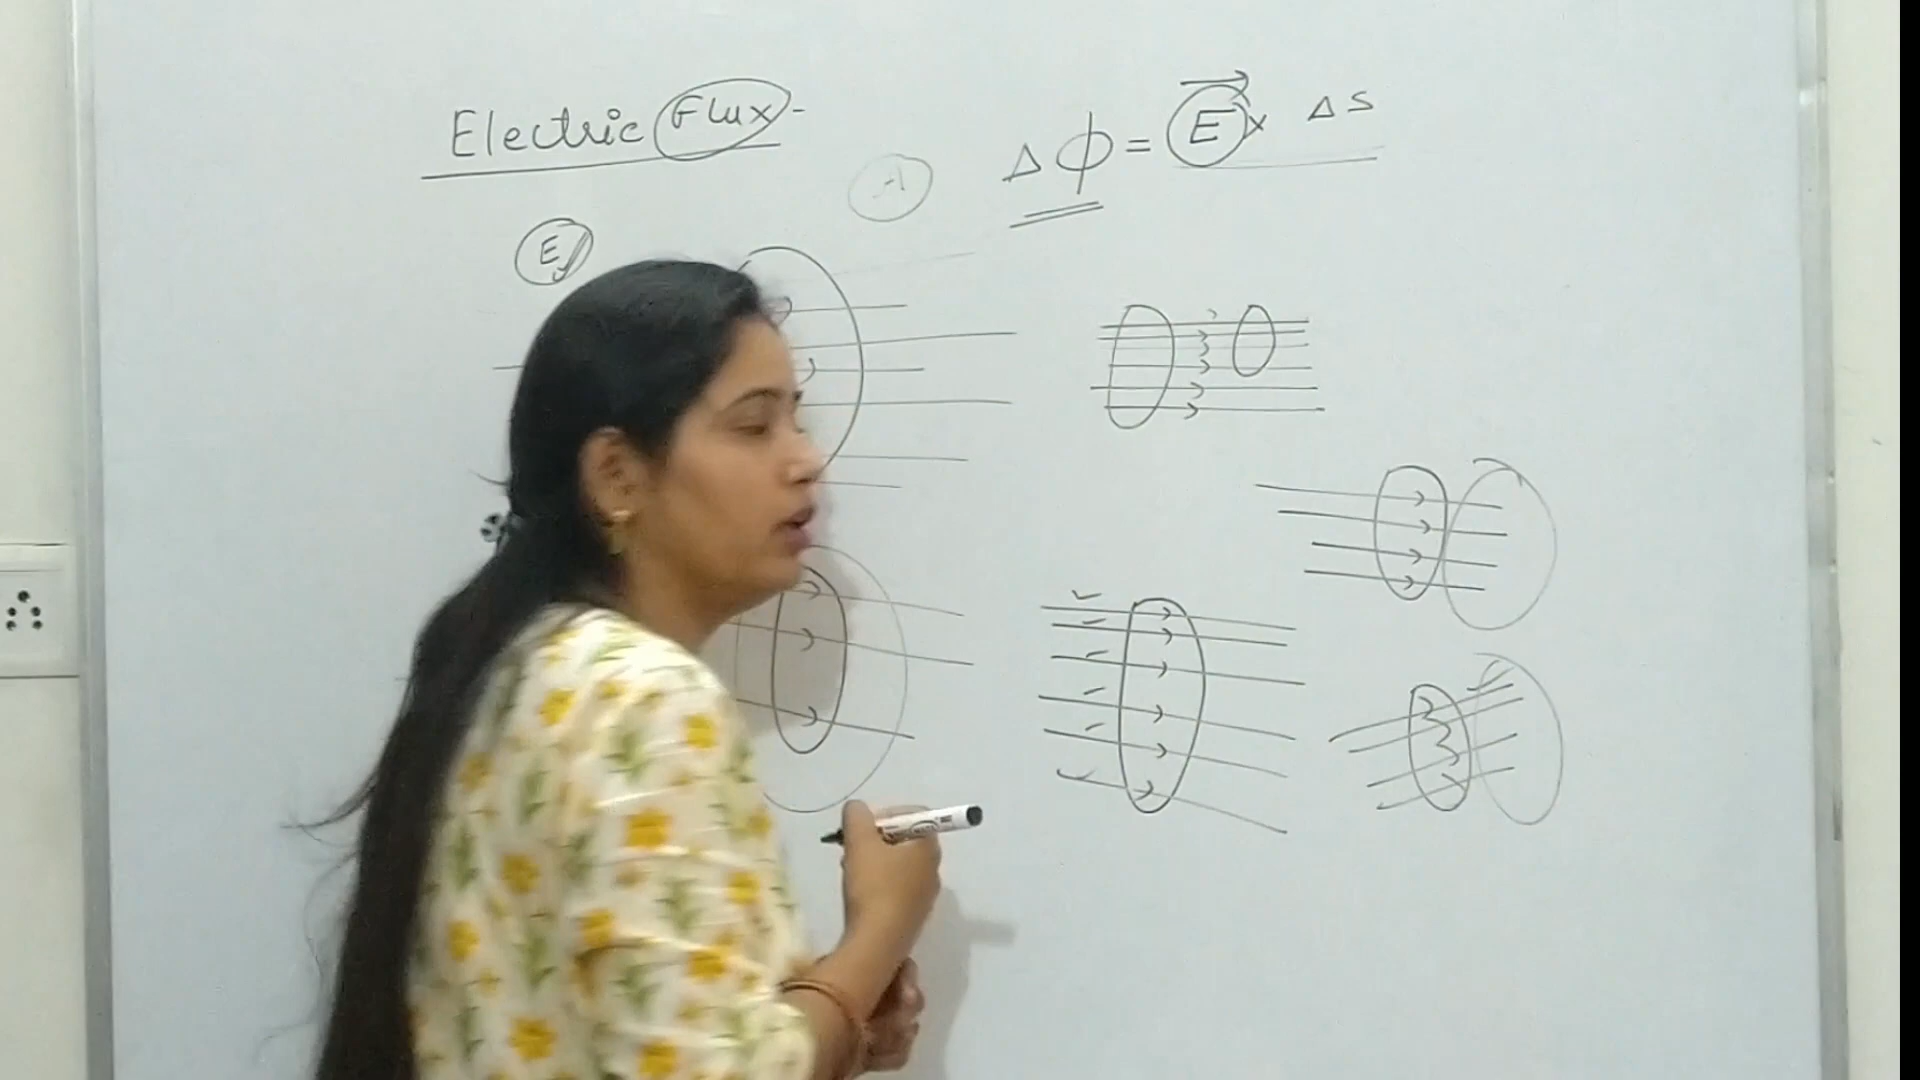 Electric Flux-
Δϕ = E x ΔS
A
E